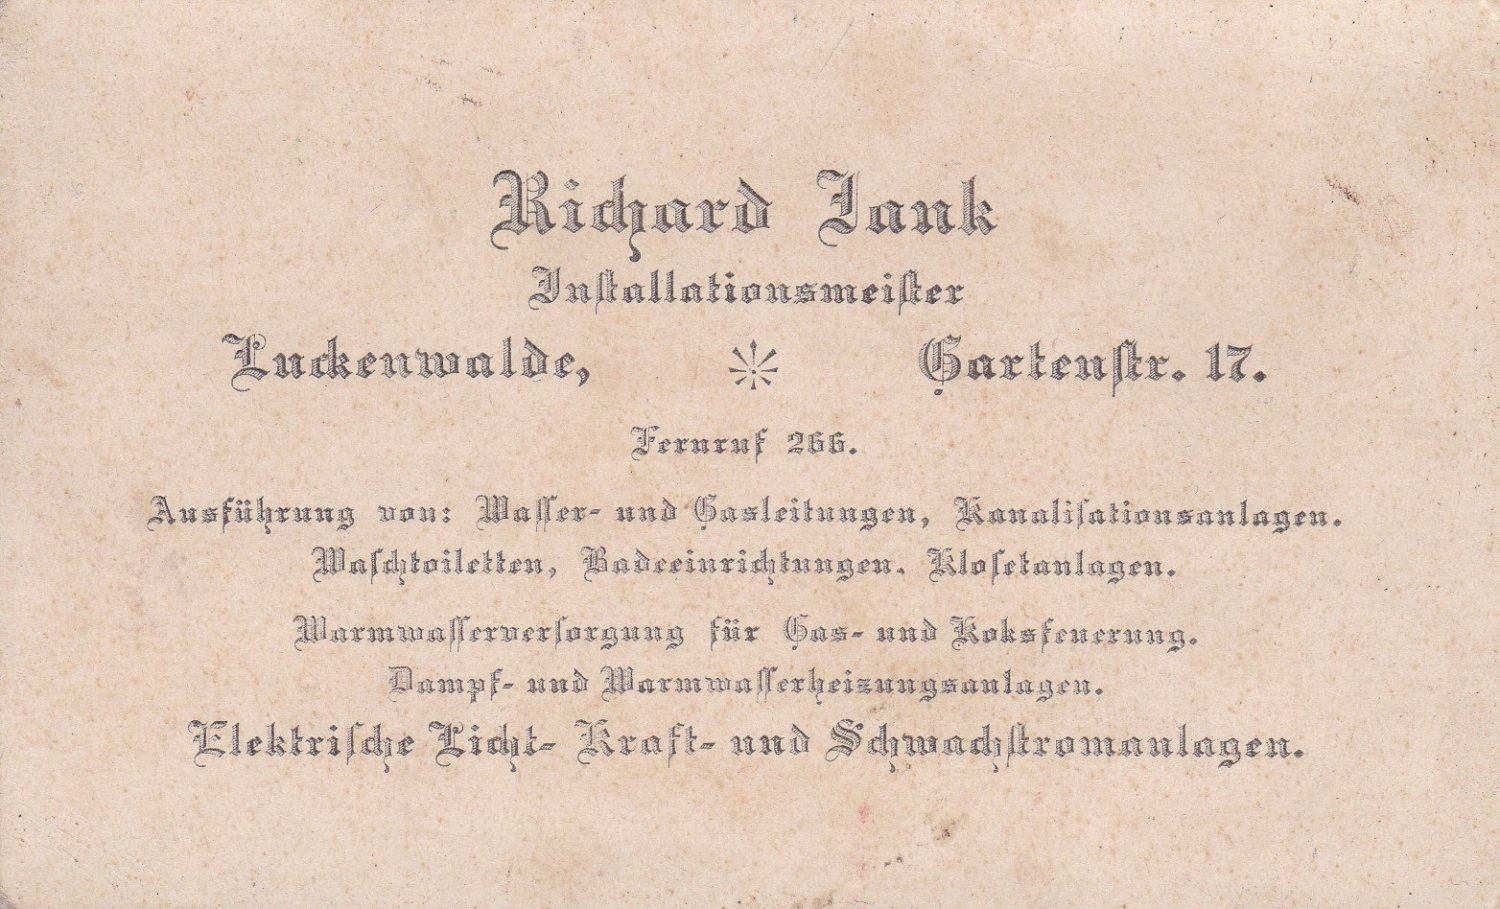 Richard Jank
Installationsmeister
Luckenwalde, Gartenstr. 17.
Fernruf 266.
Ausführung von: Wasser- und Gasleitungen, Kanalisationsanlagen.
Waschtoiletten, Badeeinrichtungen. Klosetanlagen.
Warmwasserversorgung für Gas- und Koksfeuerung.
Dampf- und Warmwasserheizungsanlagen.
Elektrische Licht- Kraft- und Schwachstromanlagen.